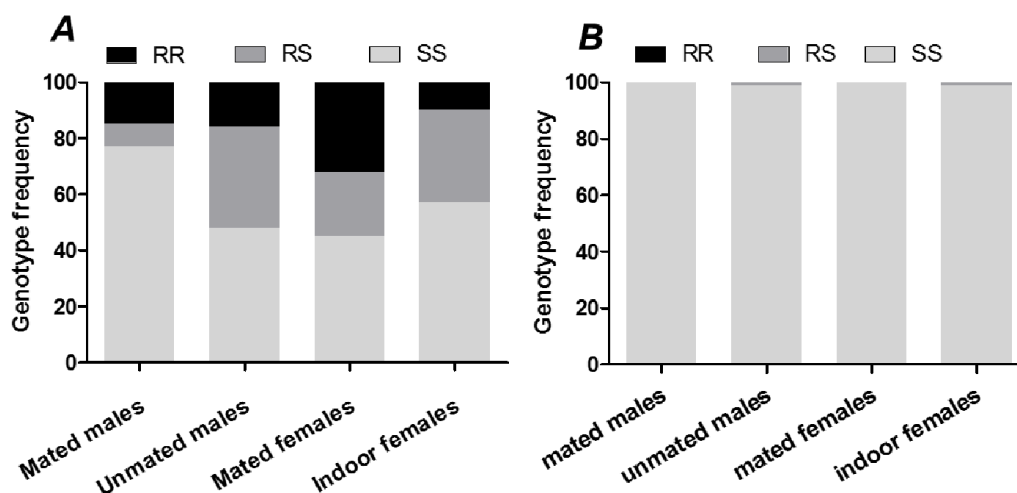 A
RR RS SS
Genotype frequency
100
80
60
40
20
0
Mated males
Unmated males
Mated females
Indoor females
B
RR RS SS
Genotype frequency
100
80
60
40
20
0
mated males
unmated males
mated females
indoor females